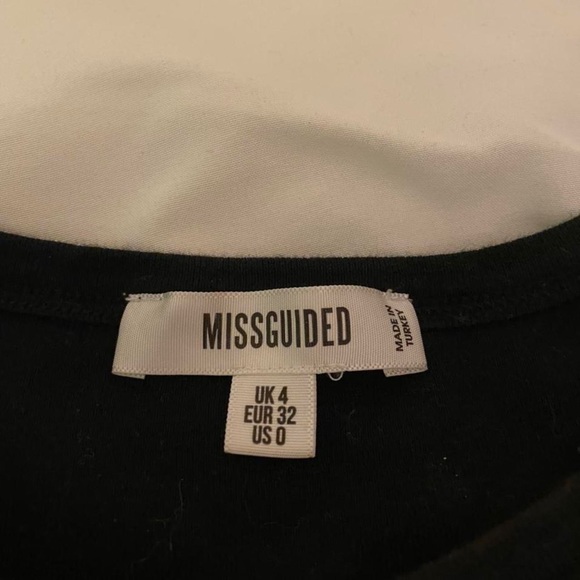 MISSGUIDED
MADE IN
TURKEY
UK 4
EUR 32
US 0